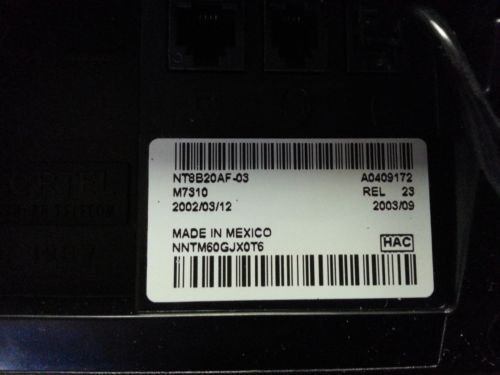 NT8B20AF-03 A0409172
M7310 REL 23
2002/03/12 2003/09
MADE IN MEXICO
NNTM60GJX0T6 HAC